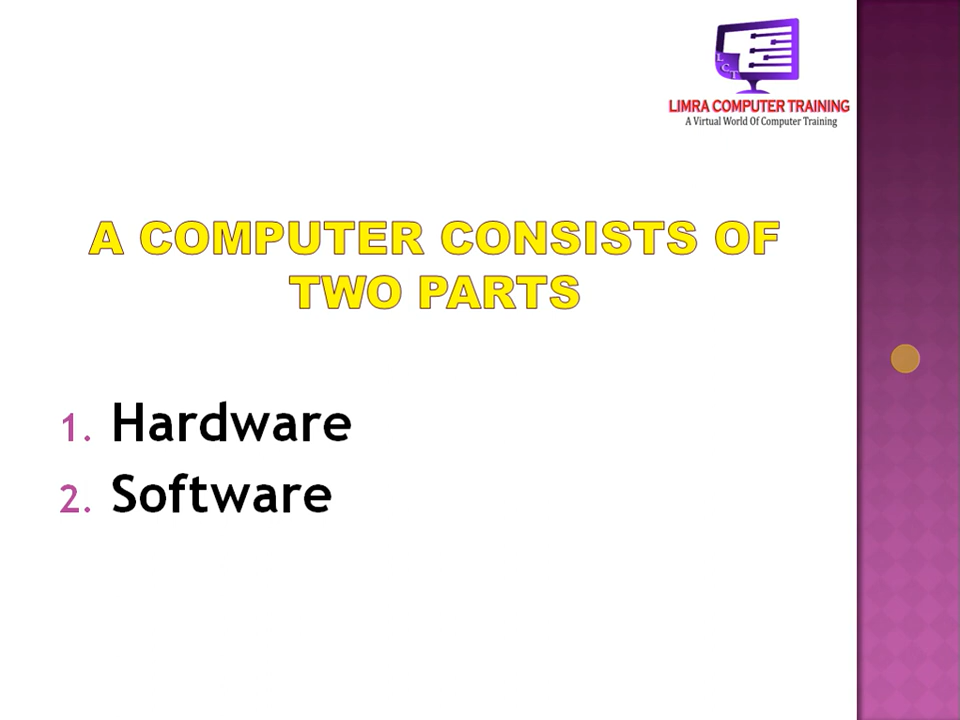 L
C
T
LIMRA COMPUTER TRAINING
A Virtual World Of Computer Training
A COMPUTER CONSISTS OF
TWO PARTS
1. Hardware
2. Software